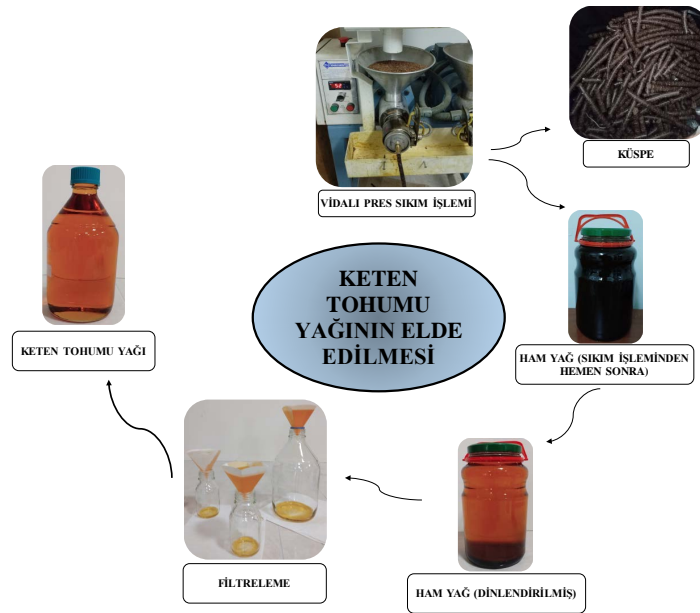 VİDALI PRES SIKIM İŞLEMİ
KÜSPE
KETEN
TOHUMU
YAĞININ ELDE
EDİLMESİ
HAM YAĞ (SIKIM İŞLEMİNDEN
HEMEN SONRA)
HAM YAĞ (DİNLENDİRİLMİŞ)
FİLTRELEME
KETEN TOHUMU YAĞI